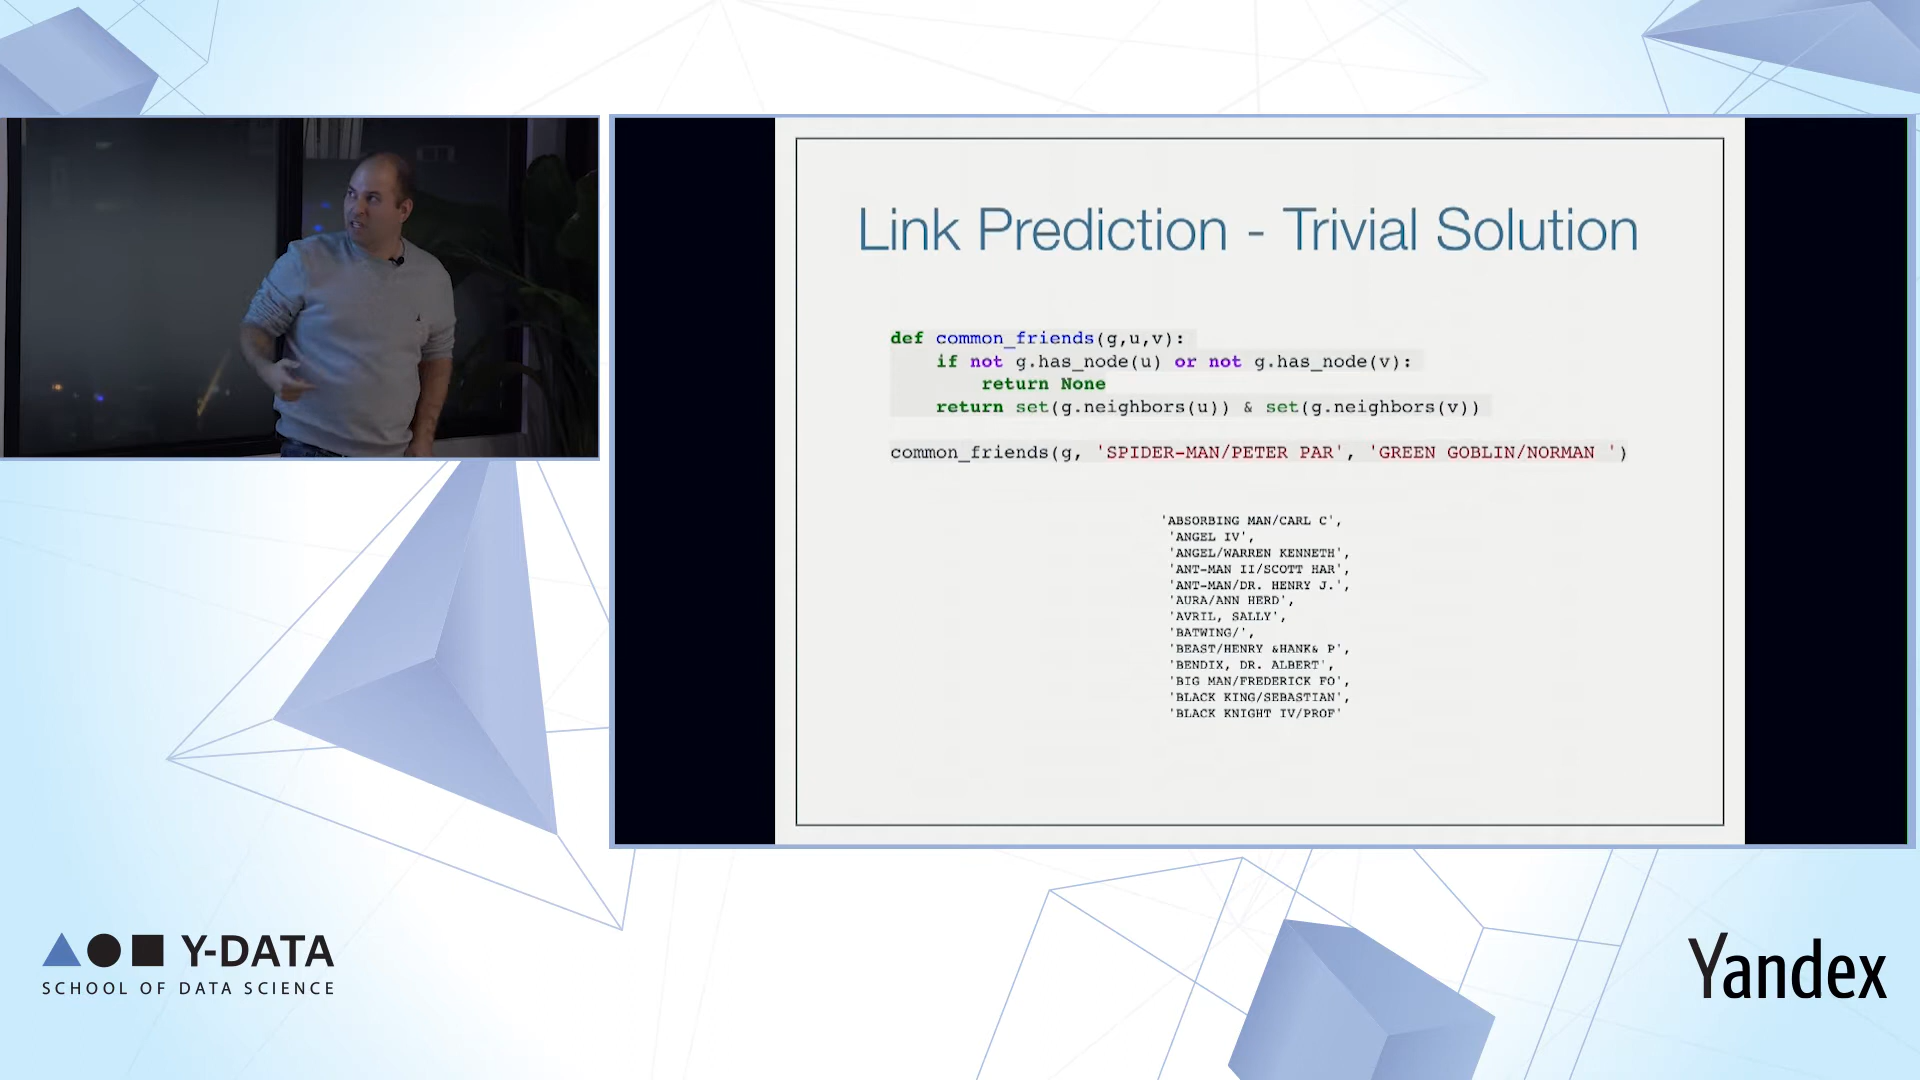 Link Prediction - Trivial Solution
def common_friends(g,u,v):
    if not g.has_node(u) or not g.has_node(v):
        return None
    return set(g.neighbors(u)) & set(g.neighbors(v))
common_friends(g, 'SPIDER-MAN/PETER PAR', 'GREEN GOBLIN/NORMAN ')
'ABSORBING MAN/CARL C',
'ANGEL IV',
'ANGEL/WARREN KENNETH',
'ANT-MAN II/SCOTT HAR',
'ANT-MAN/DR. HENRY J.',
'AURA/ANN HERD',
'AVRIL, SALLY',
'BATWING/',
'BEAST/HENRY &HANK& P',
'BENDIX, DR. ALBERT',
'BIG MAN/FREDERICK FO',
'BLACK KING/SEBASTIAN',
'BLACK KNIGHT IV/PROF'
Y-DATA
SCHOOL OF DATA SCIENCE
Yandex